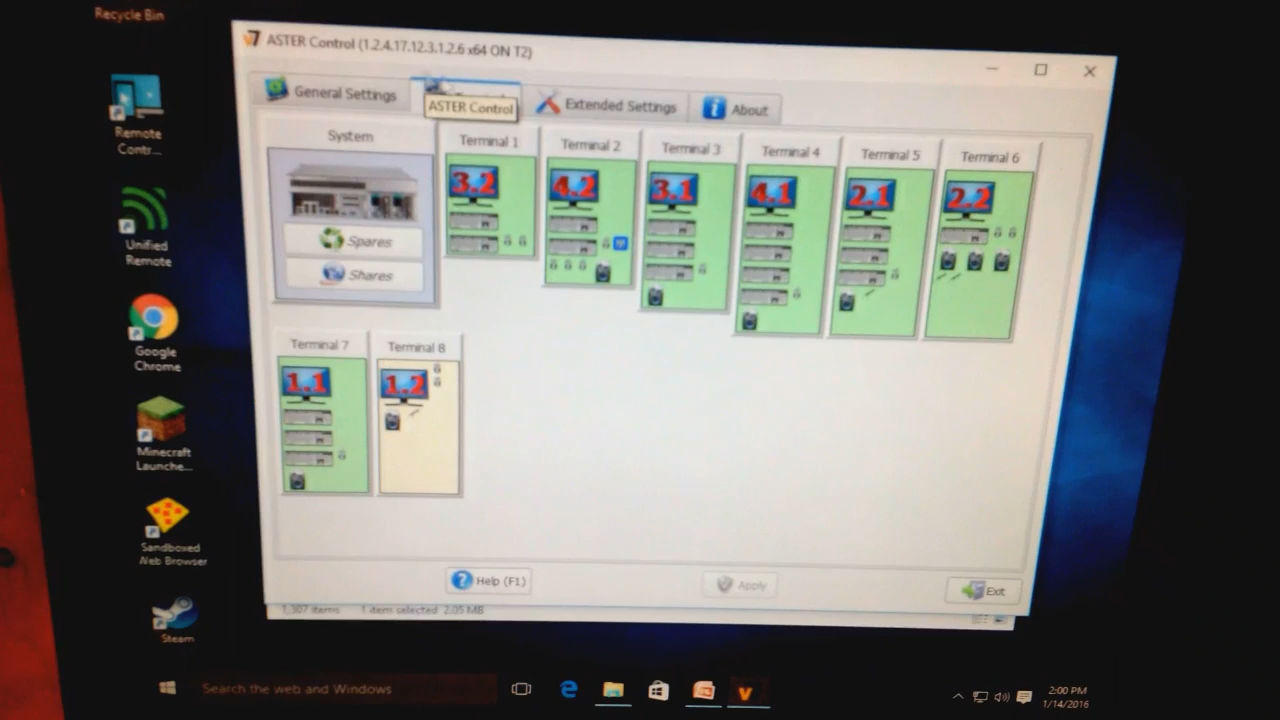 Recycle Bin
Remote
Contr...
Unified
Remote
Google
Chrome
Minecraft
Launche...
Sandboxed
Web Browser
Steam
ASTER Control (1.2.4.17.12.3.1.2.6 x64 ON T2)
General Settings
ASTER Control
Extended Settings
About
System
Spares
Shares
Terminal 1
3.2
Terminal 2
4.2
Terminal 3
3.1
Terminal 4
4.1
Terminal 5
2.1
Terminal 6
2.2
Terminal 7
1.1
Terminal 8
1.2
Help (F1)
Apply
Exit
1,307 items 1 item selected 2.05 MB
Search the web and Windows
2:00 PM
1/14/2016